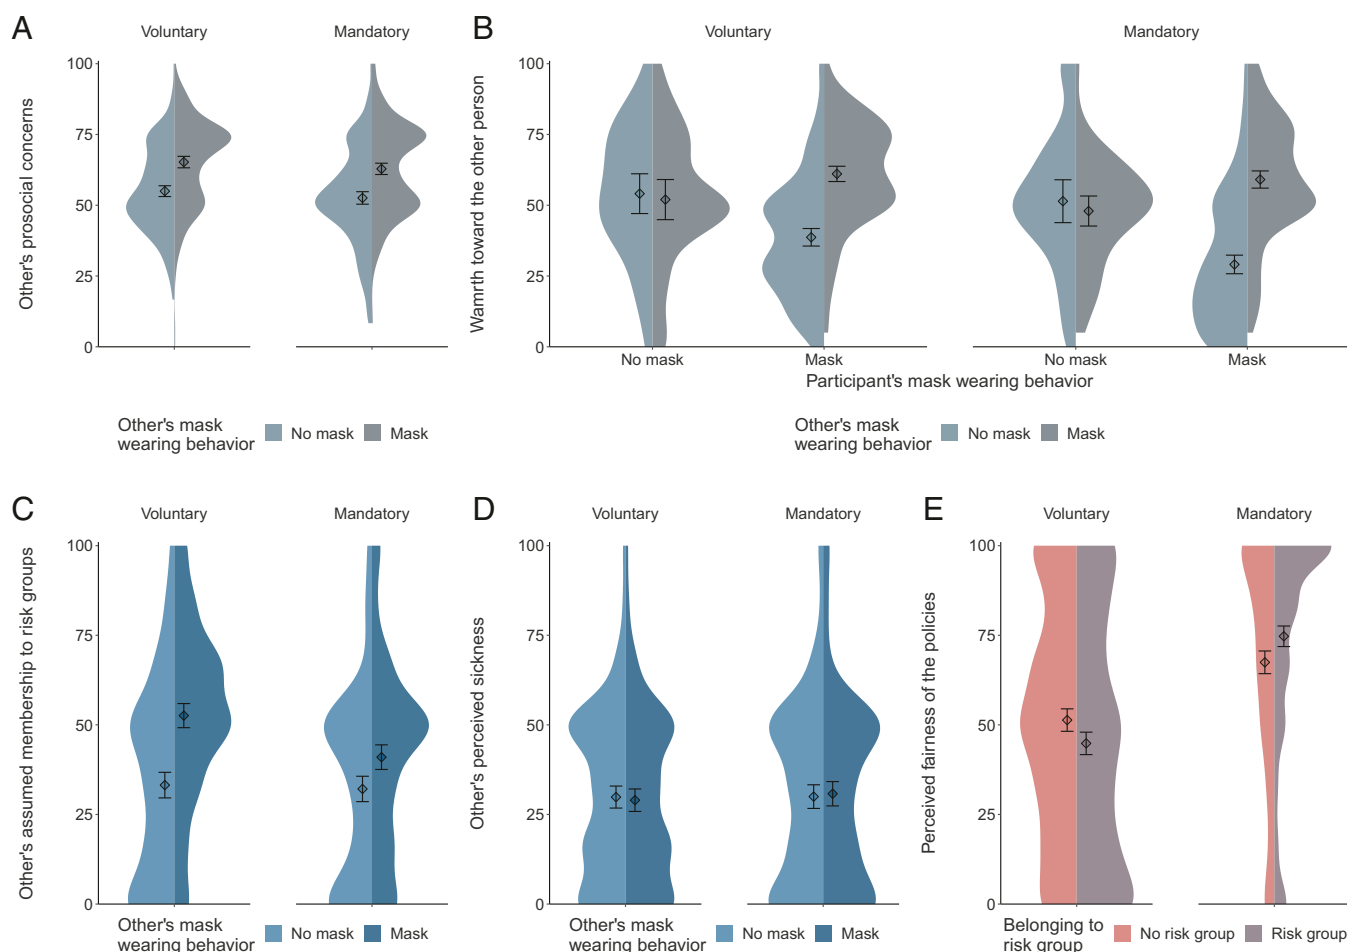 A
Voluntary
Mandatory
Other's prosocial concerns
100
75
50
25
0
Other's mask
wearing behavior
No mask
Mask
B
Voluntary
Mandatory
Wamrth toward the other person
100
75
50
25
0
No mask
Mask
No mask
Mask
Participant's mask wearing behavior
Other's mask
wearing behavior
No mask
Mask
C
Voluntary
Mandatory
Other's assumed membership to risk groups
100
75
50
25
0
Other's mask
wearing behavior
No mask
Mask
D
Voluntary
Mandatory
Other's perceived sickness
100
75
50
25
0
Other's mask
wearing behavior
No mask
Mask
E
Voluntary
Mandatory
Perceived fairness of the policies
100
75
50
25
0
Belonging to
risk group
No risk group
Risk group